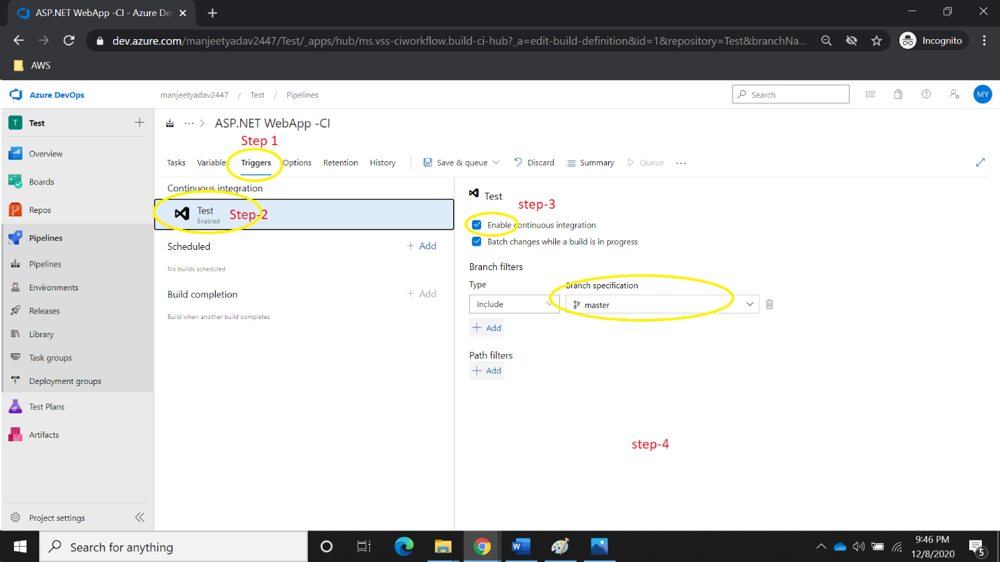 ASP.NET WebApp -CI - Azure De
dev.azure.com/manjeetyadav2447/Test/_apps/hub/ms.vss-ciworkflow.build-ci-hub?_a=edit-build-definition&id=1&repository=Test&branchNa...
Incognito
AWS
Azure DevOps
manjeetyadav2447 / Test / Pipelines
Search
MY
T Test
Overview
Boards
Repos
Pipelines
Pipelines
Environments
Releases
Library
Task groups
Deployment groups
Test Plans
Artifacts
Project settings
... > ASP.NET WebApp -CI
Step 1
Tasks Variables Triggers Options Retention History Save & queue Discard Summary Queue ...
Continuous integration
Test
Enabled
Step-2
Scheduled
+ Add
No builds scheduled
Build completion
+ Add
Build when another build completes
Test
step-3
Enable continuous integration
Batch changes while a build is in progress
Branch filters
Type
Branch specification
Include
master
+ Add
Path filters
+ Add
step-4
Search for anything
9:46 PM
12/8/2020
5